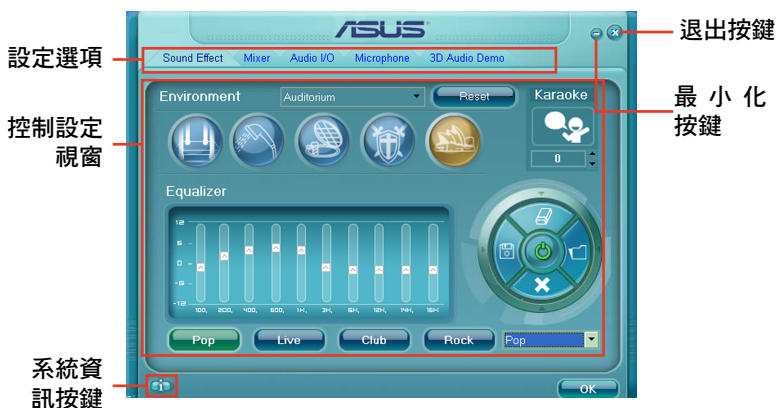 ASUS
退出按鍵
設定選項
Sound Effect Mixer Audio I/O Microphone 3D Audio Demo
最小化
按鍵
Environment Auditorium Reset Karaoke
控制設定
視窗
0
Equalizer
12
6
0
-6
-12
100, 200, 400, 600, 1K, 3K, 6K, 12K, 14K, 16K
Pop Live Club Rock Pop
系統資
訊按鍵
i
OK